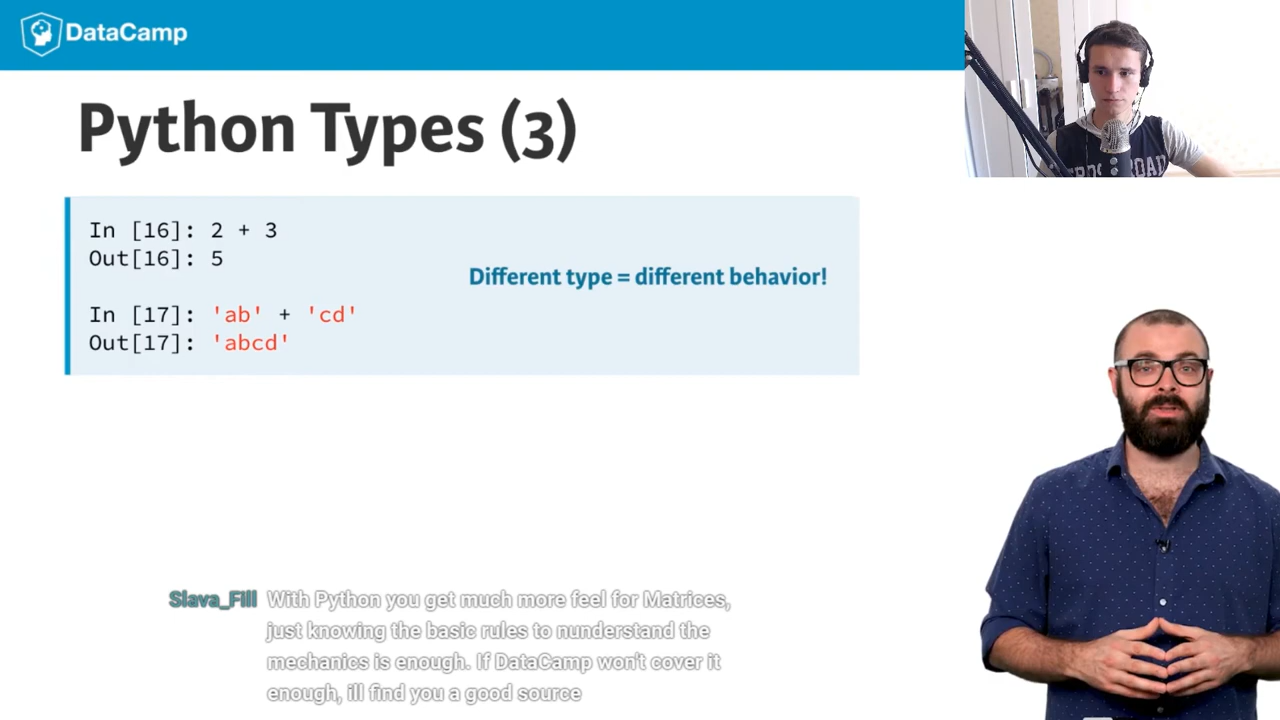 DataCamp
Python Types (3)
In [16]: 2 + 3
Out[16]: 5
Different type = different behavior!
In [17]: 'ab' + 'cd'
Out[17]: 'abcd'
Slava_Fill With Python you get much more feel for Matrices,
just knowing the basic rules to nunderstand the
mechanics is enough. If DataCamp won't cover it
enough, ill find you a good source